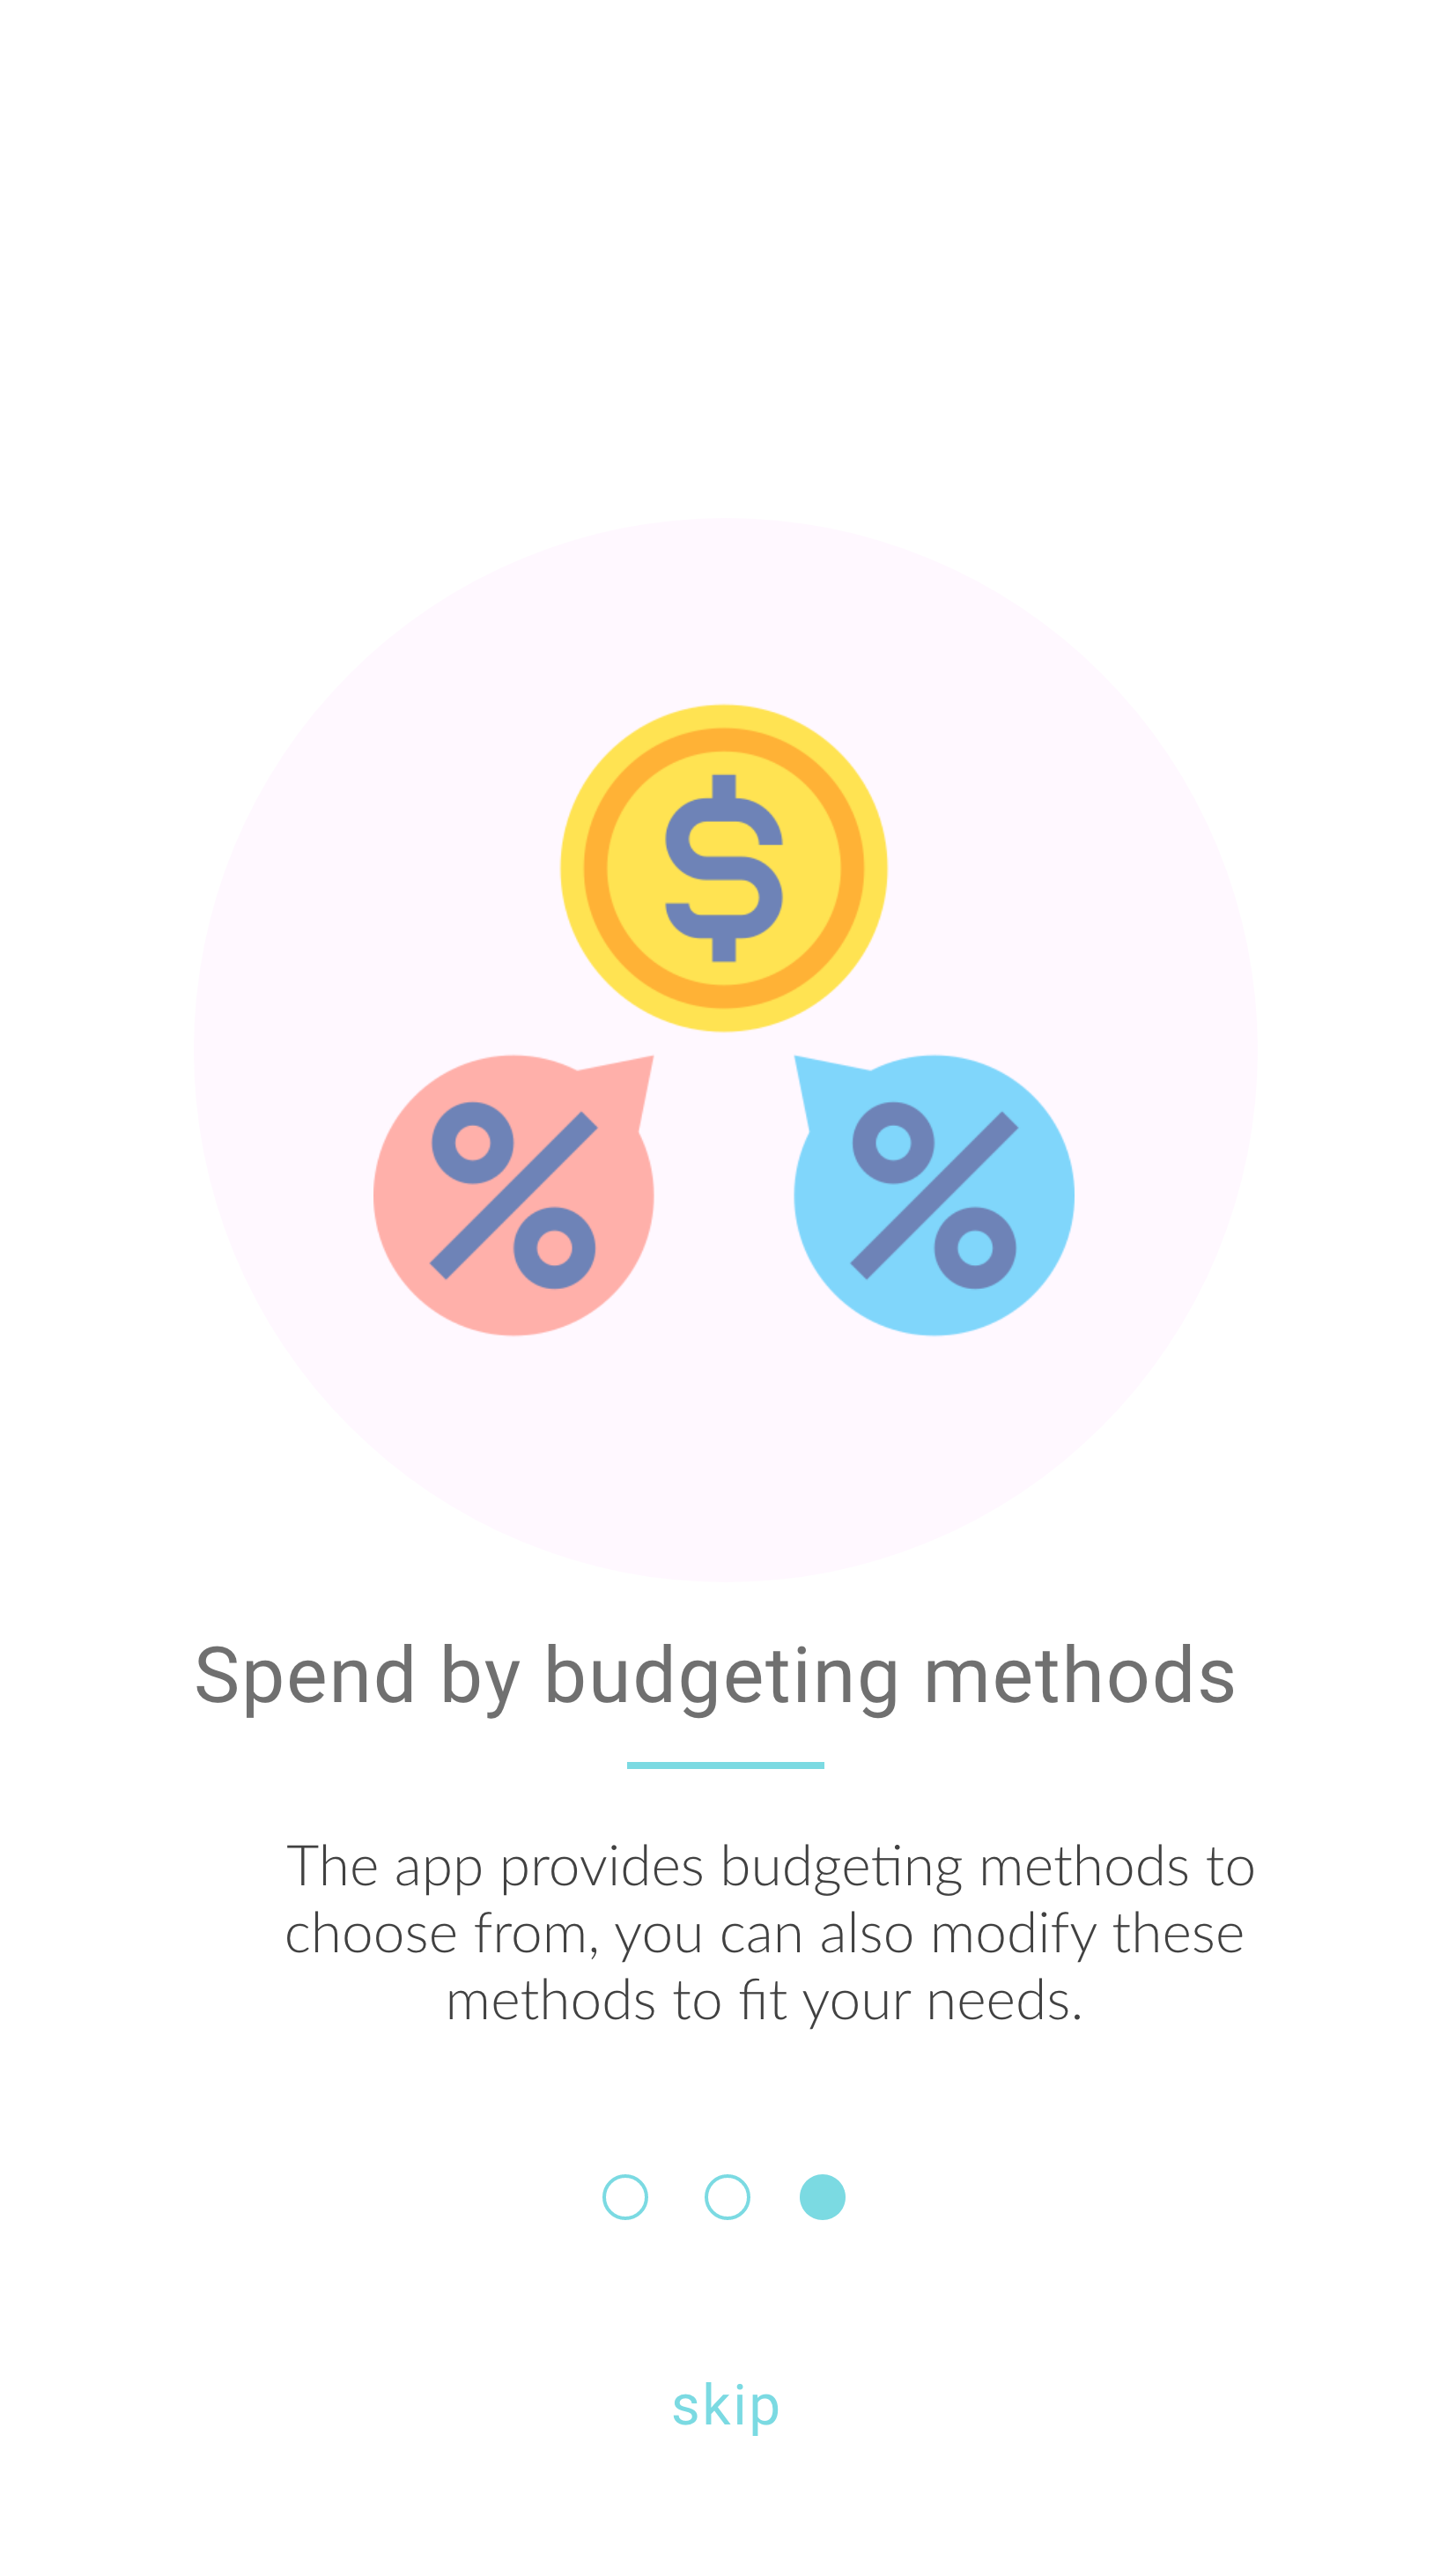 $
% %
Spend by budgeting methods
The app provides budgeting methods to
choose from, you can also modify these
methods to fit your needs.
skip